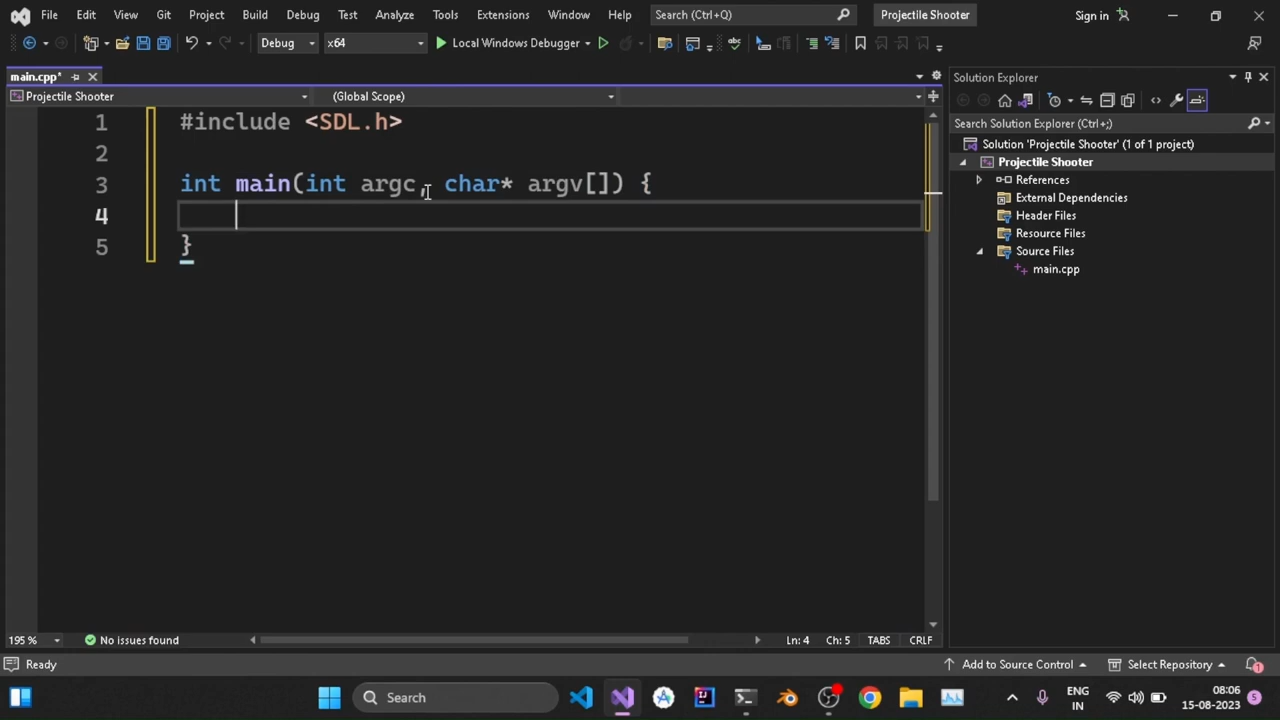 File Edit View Git Project Build Debug Test Analyze Tools Extensions Window Help Search (Ctrl+Q) Projectile Shooter Sign in
Debug x64 Local Windows Debugger
main.cpp*
Projectile Shooter (Global Scope)
1 #include <SDL.h>
2
3 int main(int argc, char* argv[]) {
4
5 }
Solution Explorer
Search Solution Explorer (Ctrl+;)
Solution 'Projectile Shooter' (1 of 1 project)
Projectile Shooter
References
External Dependencies
Header Files
Resource Files
Source Files
main.cpp
195 % No issues found Ln: 4 Ch: 5 TABS CRLF
Ready Add to Source Control Select Repository 1
Search ENG 08:06
IN 15-08-2023 5